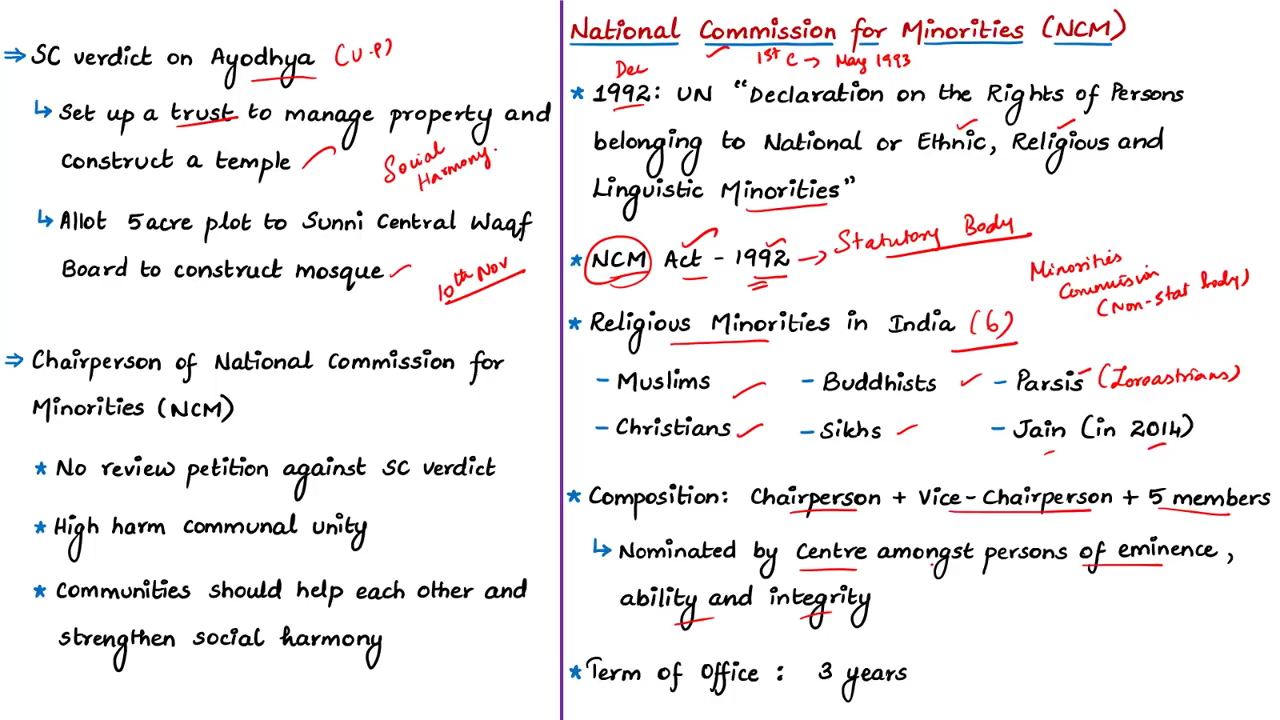 ⇒ SC verdict on Ayodhya (U.P)
↳ Set up a trust to manage property and
construct a temple
Social
Harmony.
↳ Allot 5acre plot to Sunni Central Waqf
Board to construct mosque
10th Nov
⇒ Chairperson of National Commission for
Minorities (NCM)
* No review petition against SC verdict
* High harm communal unity
* Communities should help each other and
strengthen social harmony
National Commission for Minorities (NCM)
1st C → May 1993
Dec
* 1992: UN "Declaration on the Rights of Persons
belonging to National or Ethnic, Religious and
Linguistic Minorities"
* NCM Act - 1992 → Statutory Body
Minorities
Commission
(Non-Stat body)
* Religious Minorities in India (6)
- Muslims - Buddhists - Parsis (Zoroastrians)
- Christians - Sikhs - Jain (in 2014)
* Composition: Chairperson + Vice-Chairperson + 5 members
↳ Nominated by Centre amongst persons of eminence,
ability and integrity
* Term of Office : 3 years